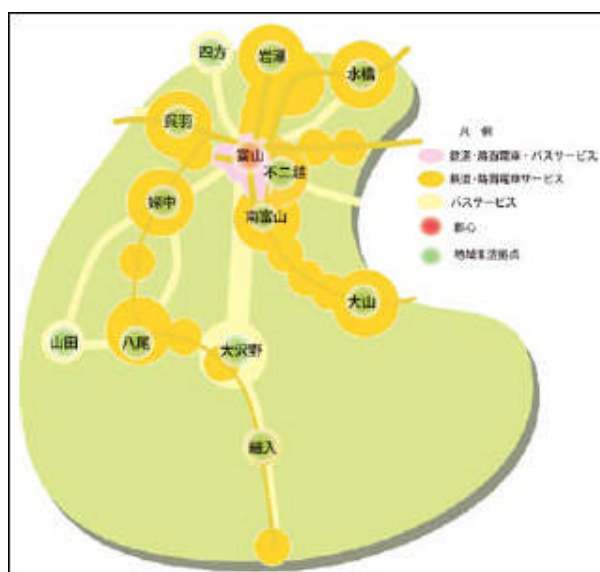 四方
岩瀬
水橋
呉羽
富山
不二越
婦中
南富山
大山
山田
八尾
大沢野
細入
凡 例
鉄道・路面電車・バスサービス
鉄道・路面電車サービス
バスサービス
都心
地域生活拠点